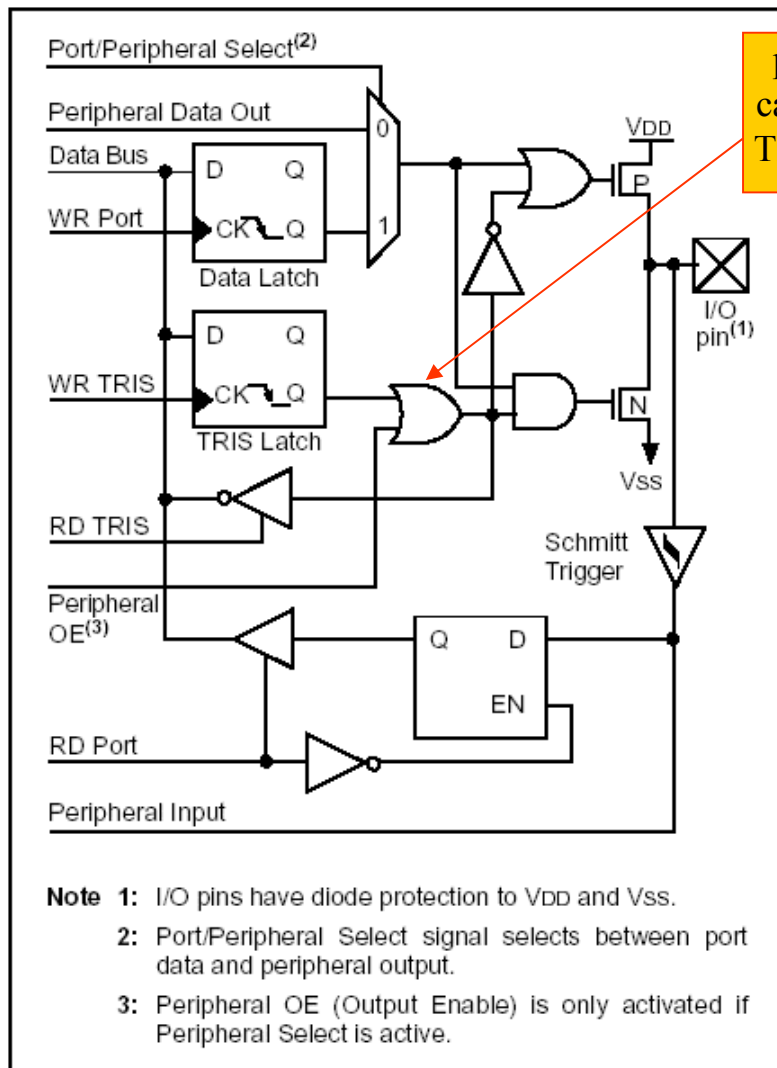 Port/Peripheral Select(2)
Peripheral Data Out
Data Bus
WR Port
D Q
CK Q
Data Latch
0
1
VDD
P
I/O
pin(1)
WR TRIS
D Q
CK Q
TRIS Latch
N
VSS
RD TRIS
Schmitt
Trigger
Peripheral
OE(3)
Q D
EN
RD Port
Peripheral Input
Note 1: I/O pins have diode protection to VDD and VSS.
2: Port/Peripheral Select signal selects between port
data and peripheral output.
3: Peripheral OE (Output Enable) is only activated if
Peripheral Select is active.
ca
T